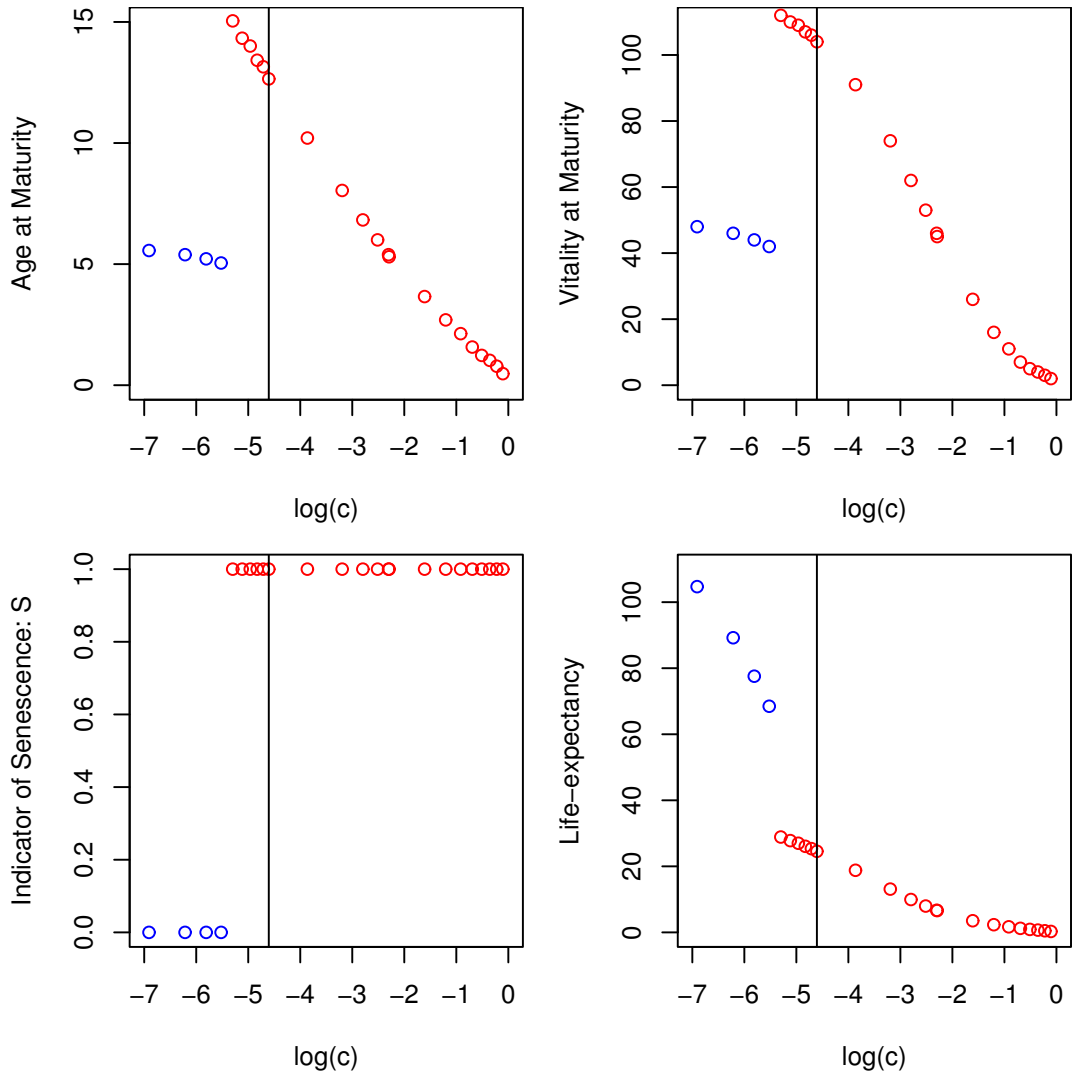 Age at Maturity
15
10
5
0
−7 −6 −5 −4 −3 −2 −1 0
log(c)
Vitality at Maturity
100
80
60
40
20
0
−7 −6 −5 −4 −3 −2 −1 0
log(c)
Indicator of Senescence: S
1.0
0.8
0.6
0.4
0.2
0.0
−7 −6 −5 −4 −3 −2 −1 0
log(c)
Life−expectancy
100
80
60
40
20
0
−7 −6 −5 −4 −3 −2 −1 0
log(c)